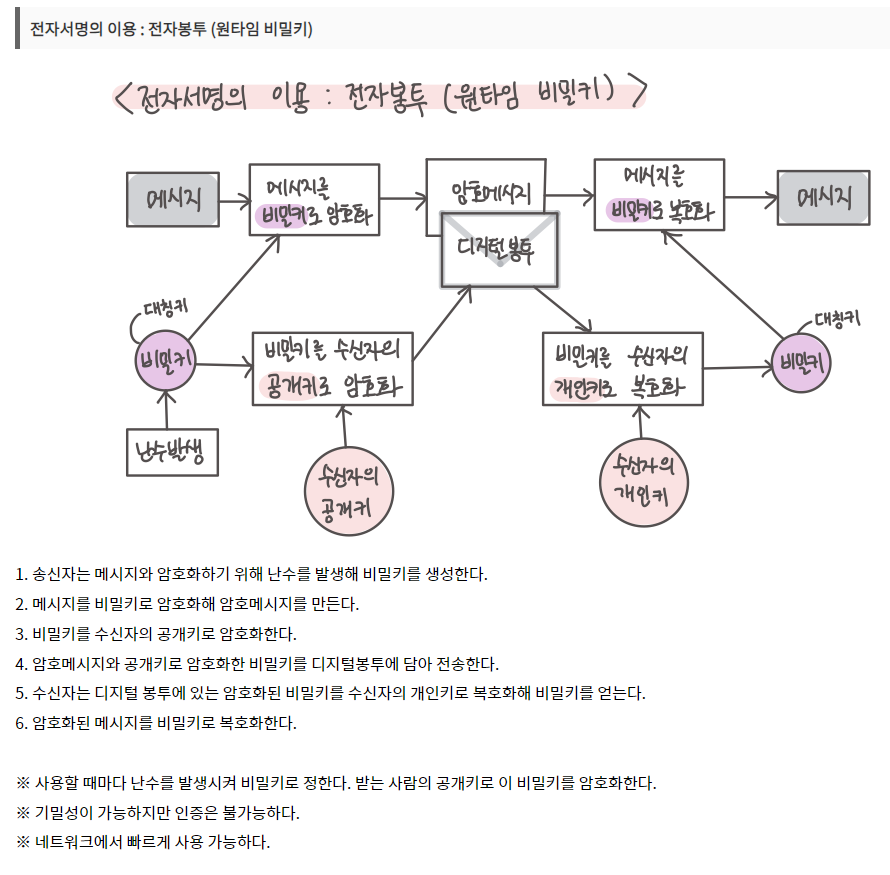 전자서명의 이용 : 전자봉투 (원타임 비밀키)
<전자서명의 이용 : 전자봉투 (원타임 비밀키)>
메시지
메시지를
비밀키로 암호화
암호메시지
디지털봉투
메시지를
비밀키로 복호화
메시지
대칭키
비밀키
비밀키를 수신자의
공개키로 암호화
비밀키를 수신자의
개인키로 복호화
대칭키
비밀키
난수발생
수신자의
공개키
수신자의
개인키
1. 송신자는 메시지와 암호화하기 위해 난수를 발생해 비밀키를 생성한다.
2. 메시지를 비밀키로 암호화해 암호메시지를 만든다.
3. 비밀키를 수신자의 공개키로 암호화한다.
4. 암호메시지와 공개키로 암호화한 비밀키를 디지털봉투에 담아 전송한다.
5. 수신자는 디지털 봉투에 있는 암호화된 비밀키를 수신자의 개인키로 복호화해 비밀키를 얻는다.
6. 암호화된 메시지를 비밀키로 복호화한다.
※ 사용할 때마다 난수를 발생시켜 비밀키로 정한다. 받는 사람의 공개키로 이 비밀키를 암호화한다.
※ 기밀성이 가능하지만 인증은 불가능하다.
※ 네트워크에서 빠르게 사용 가능하다.